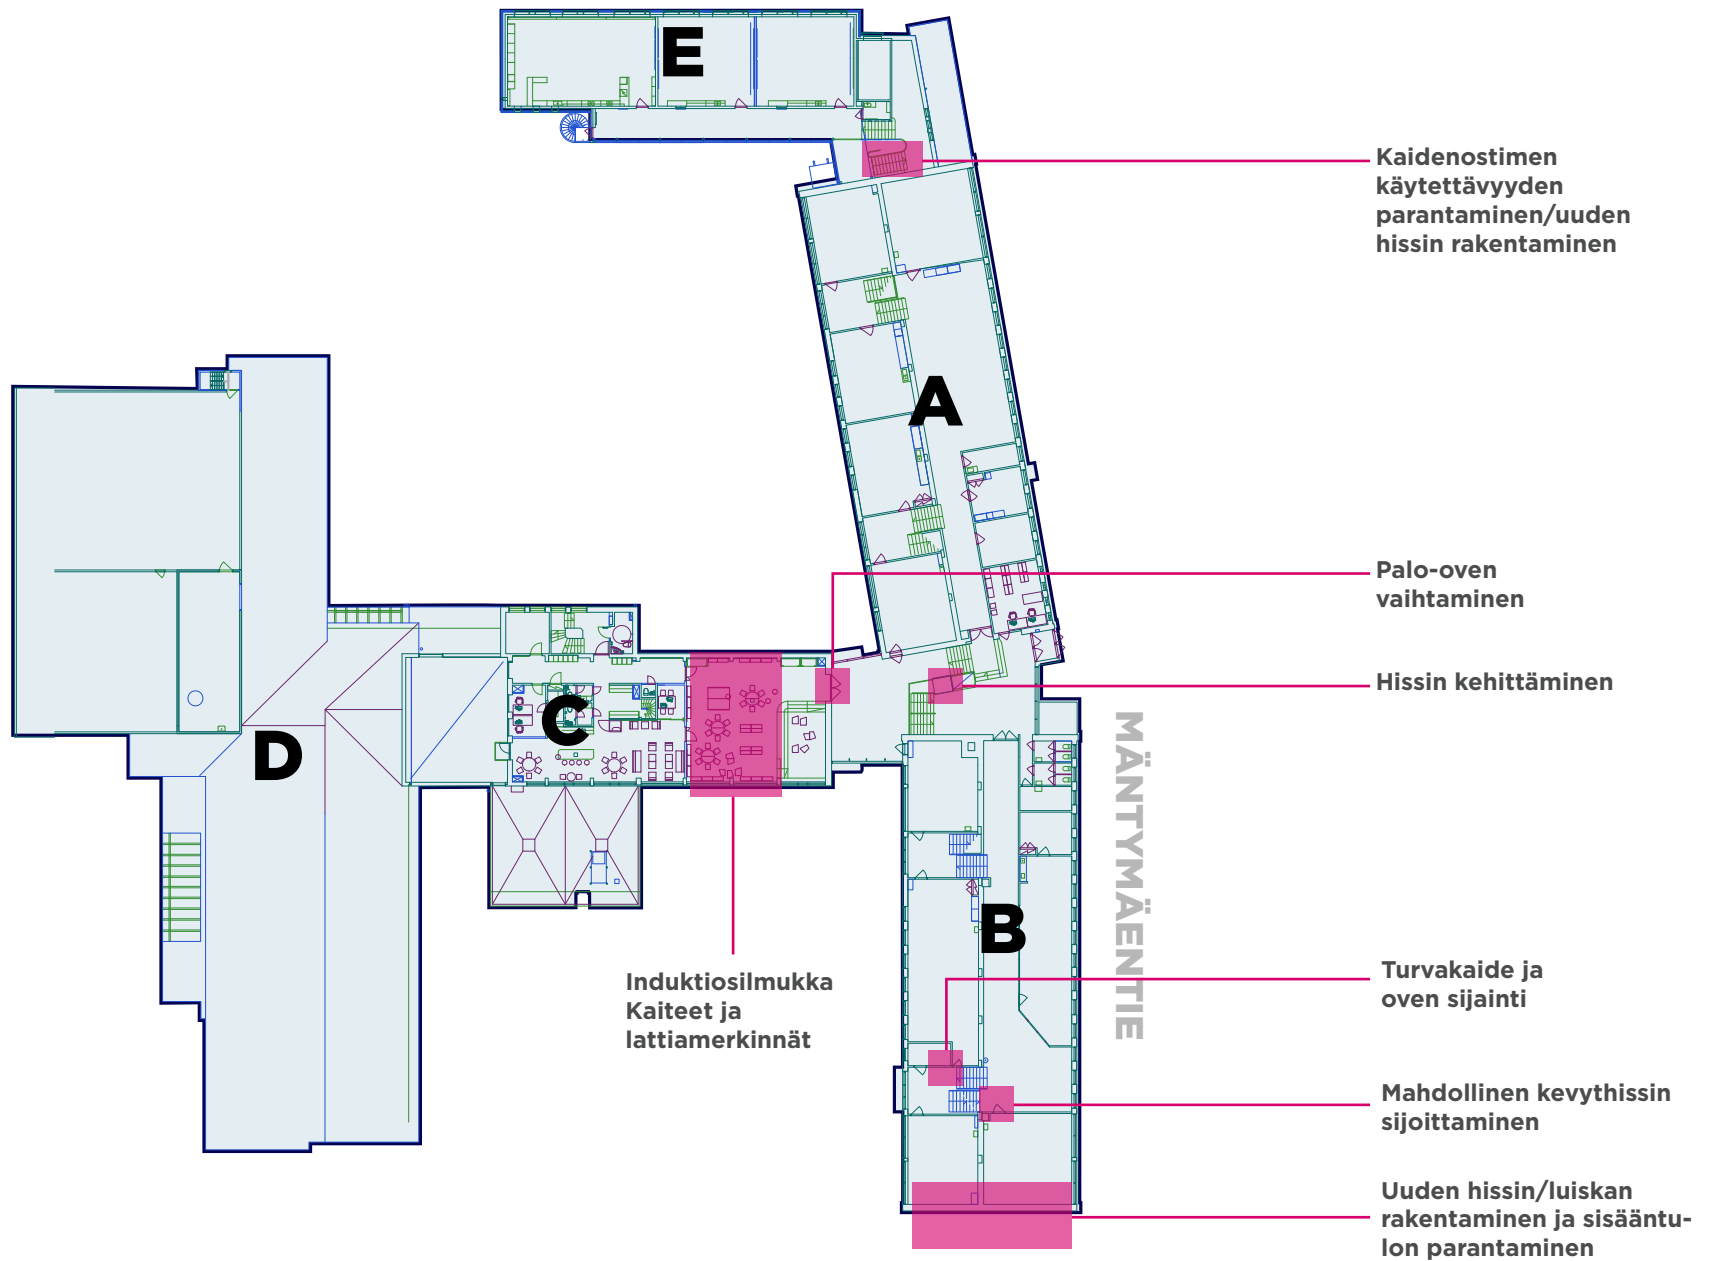 E
Kaidenostimen
käytettävyyden
parantaminen/uuden
hissin rakentaminen
A
Palo-oven
vaihtaminen
Hissin kehittäminen
C
D
MÄNTYMÄENTIE
B
Induktiosilmukka
Kaiteet ja
lattiamerkinnät
Turvakaide ja
oven sijainti
Mahdollinen kevythissin
sijoittaminen
Uuden hissin/luiskan
rakentaminen ja sisääntu-
lon parantaminen